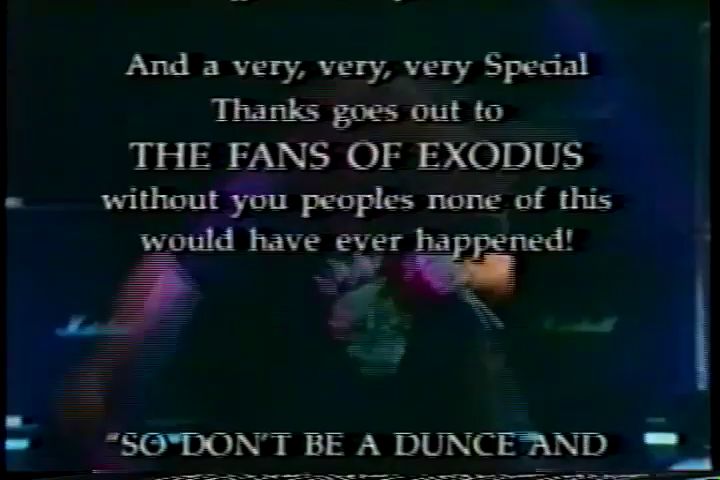 And a very, very, very Special
Thanks goes out to
THE FANS OF EXODUS
without you peoples none of this
would have ever happened!
"SO DON'T BE A DUNCE AND